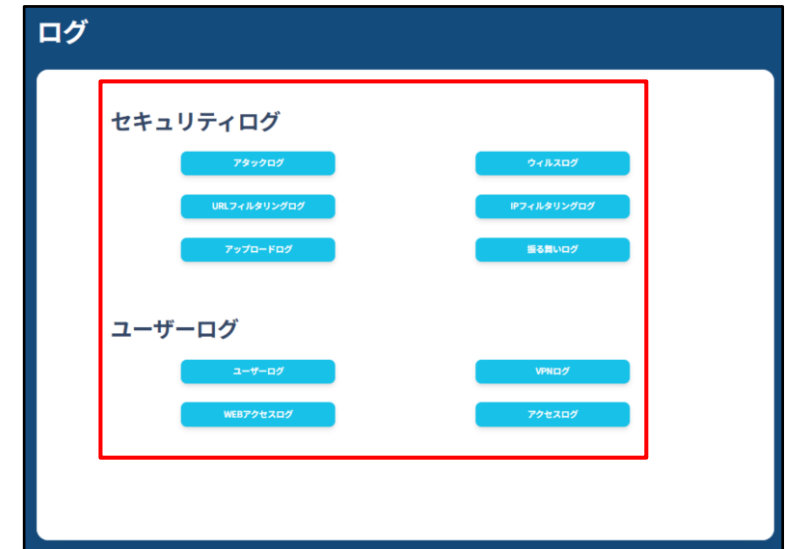 ログ
セキュリティログ
アタックログ ウィルスログ
URLフィルタリングログ IPフィルタリングログ
アップロードログ 振る舞いログ
ユーザーログ
ユーザーログ VPNログ
WEBアクセスログ アクセスログ